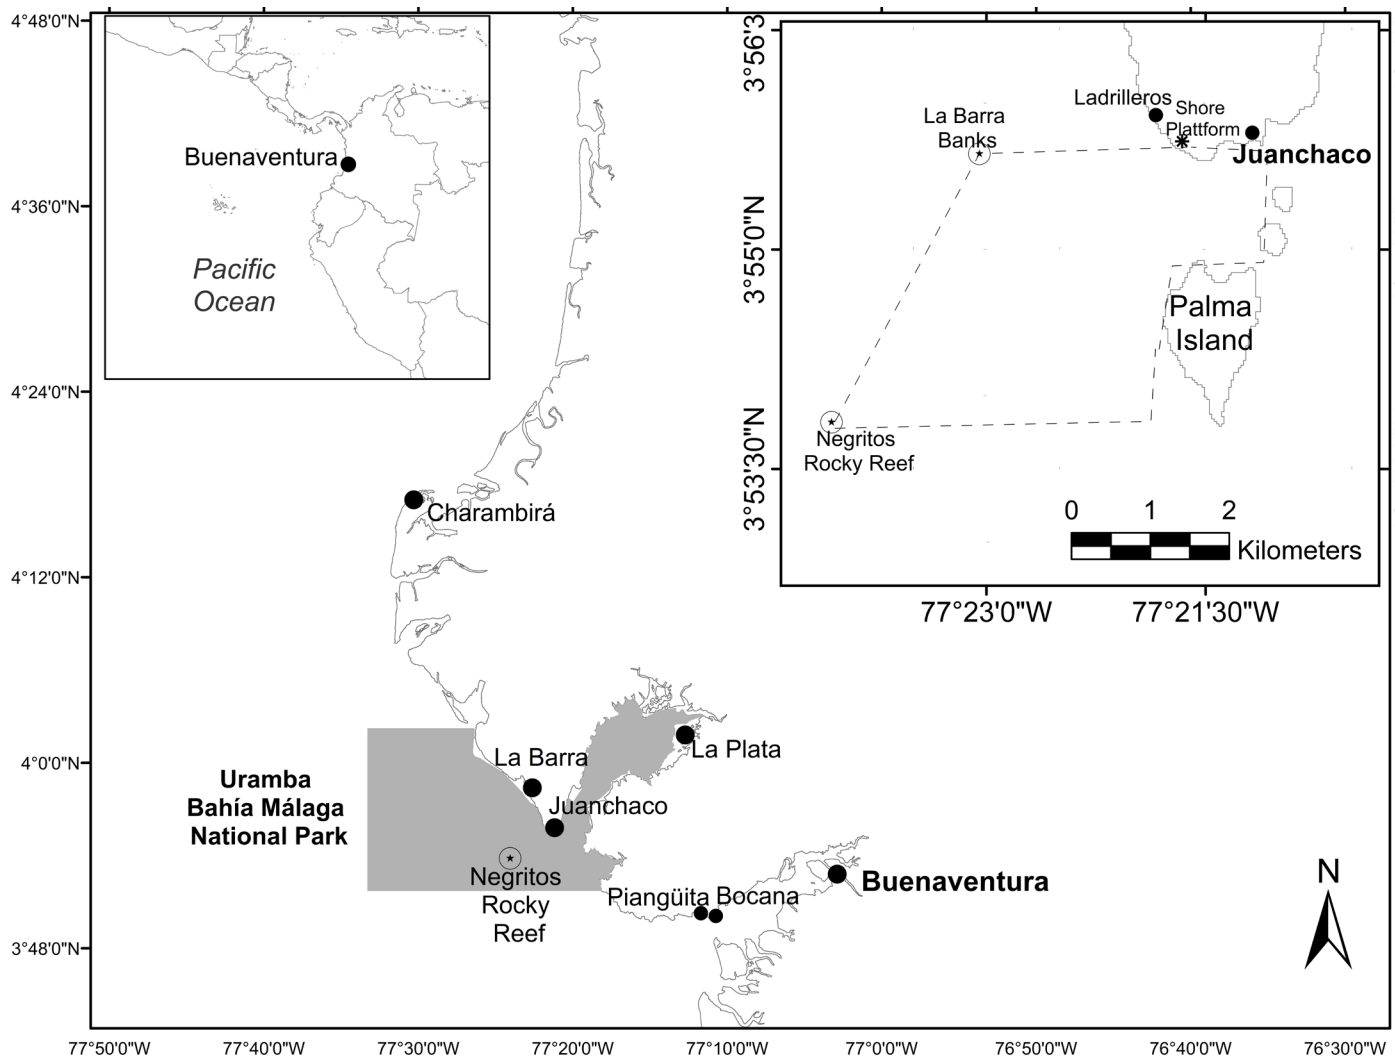 4°48'0"N
4°36'0"N
4°24'0"N
4°12'0"N
4°0'0"N
3°48'0"N
Buenaventura
Pacific
Ocean
3°56'3
3°55'0"N
3°53'30"N
La Barra
Banks
Ladrilleros
Shore
Plattform
Juanchaco
Palma
Island
Negritos
Rocky Reef
0 1 2
Kilometers
77°23'0"W 77°21'30"W
Charambirá
La Barra
La Plata
Juanchaco
Uramba
Bahía Málaga
National Park
Negritos
Rocky
Reef
Piangüita Bocana
Buenaventura
N
77°50'0"W 77°40'0"W 77°30'0"W 77°20'0"W 77°10'0"W 77°0'0"W 76°50'0"W 76°40'0"W 76°30'0"W